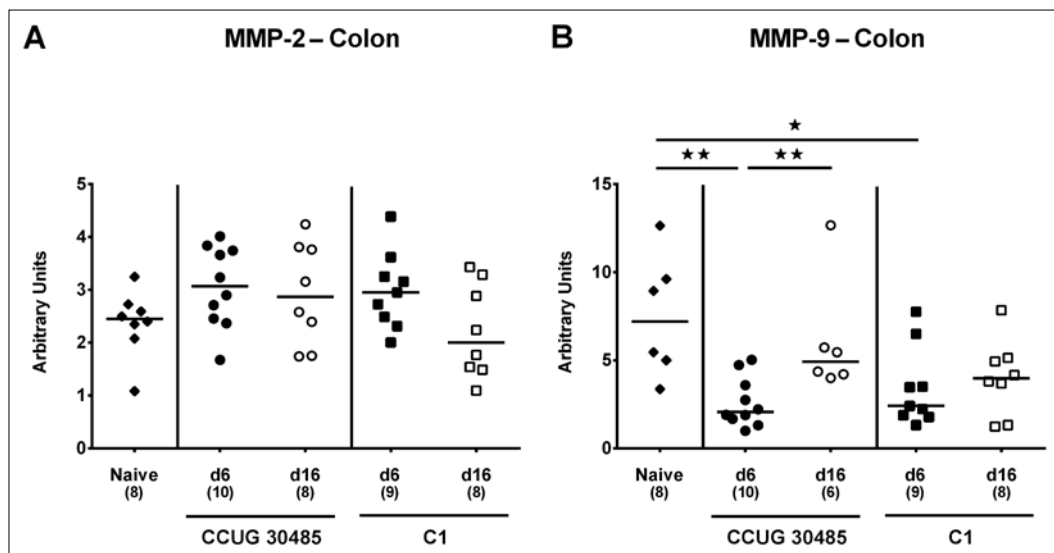 A
MMP-2 – Colon
Arbitrary Units
5
4
3
2
1
0
Naive
(8)
d6
(10)
d16
(8)
d6
(9)
d16
(8)
CCUG 30485
C1
B
MMP-9 – Colon
★
★★
★★
Arbitrary Units
15
10
5
0
Naive
(8)
d6
(10)
d16
(6)
d6
(9)
d16
(8)
CCUG 30485
C1